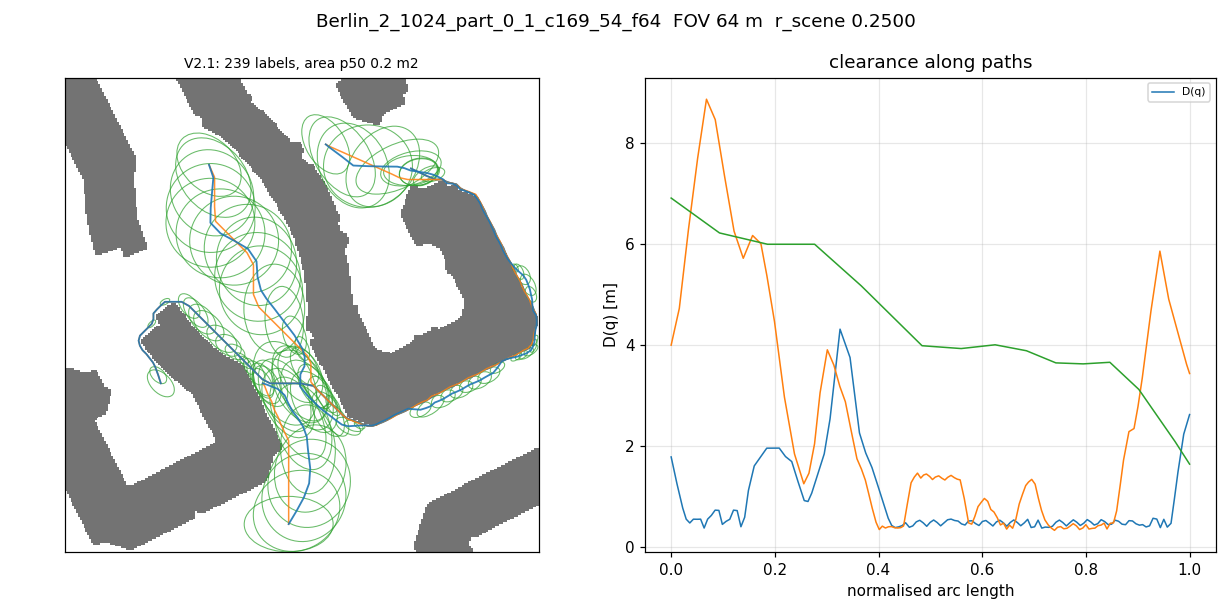 Berlin_2_1024_part_0_1_c169_54_f64  FOV 64 m  r_scene 0.2500
V2.1: 239 labels, area p50 0.2 m2
clearance along paths
D(q)
D(q) [m]
8
6
4
2
0
0.0 0.2 0.4 0.6 0.8 1.0
normalised arc length